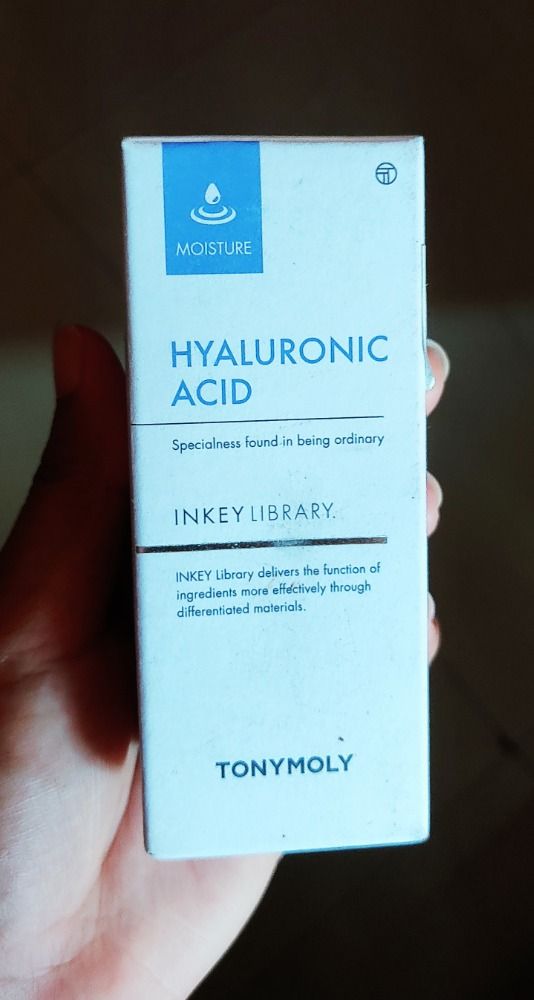 MOISTURE
HYALURONIC
ACID
Specialness found in being ordinary
INKEY LIBRARY.
INKEY Library delivers the function of
ingredients more effectively through
differentiated materials.
TONYMOLY